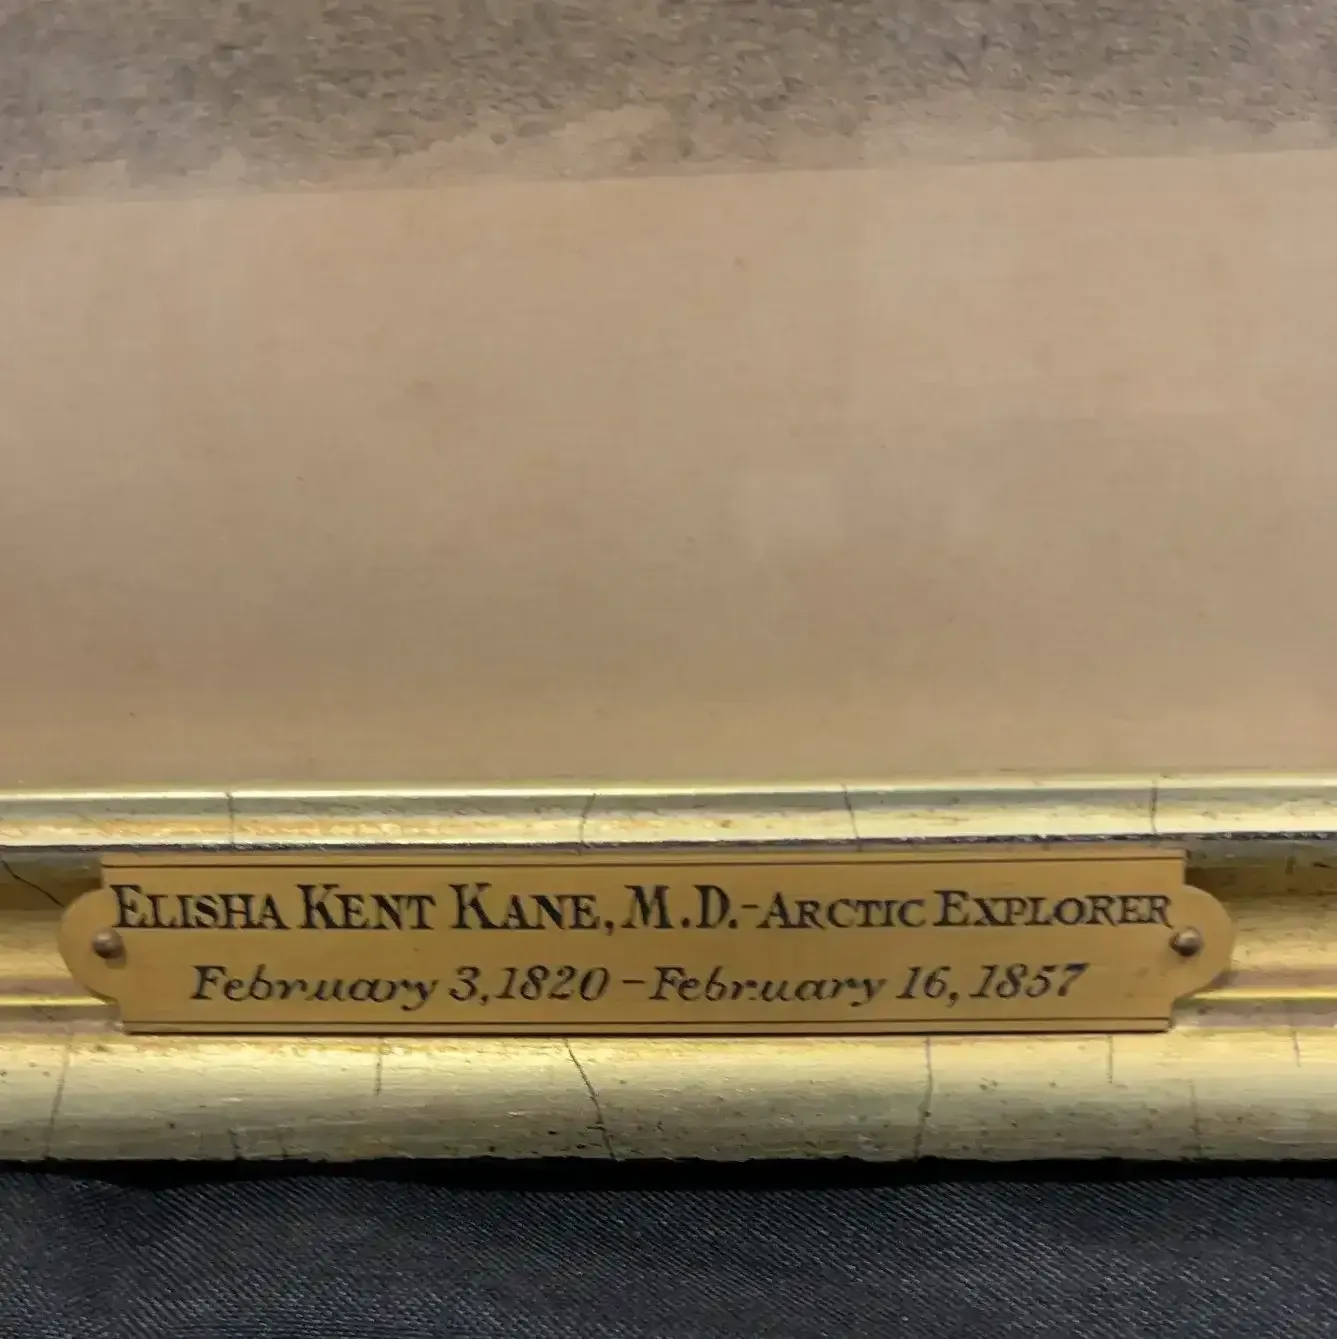 ELISHA KENT KANE, M.D.-ARCTIC EXPLORER
February 3, 1820 - February 16, 1857